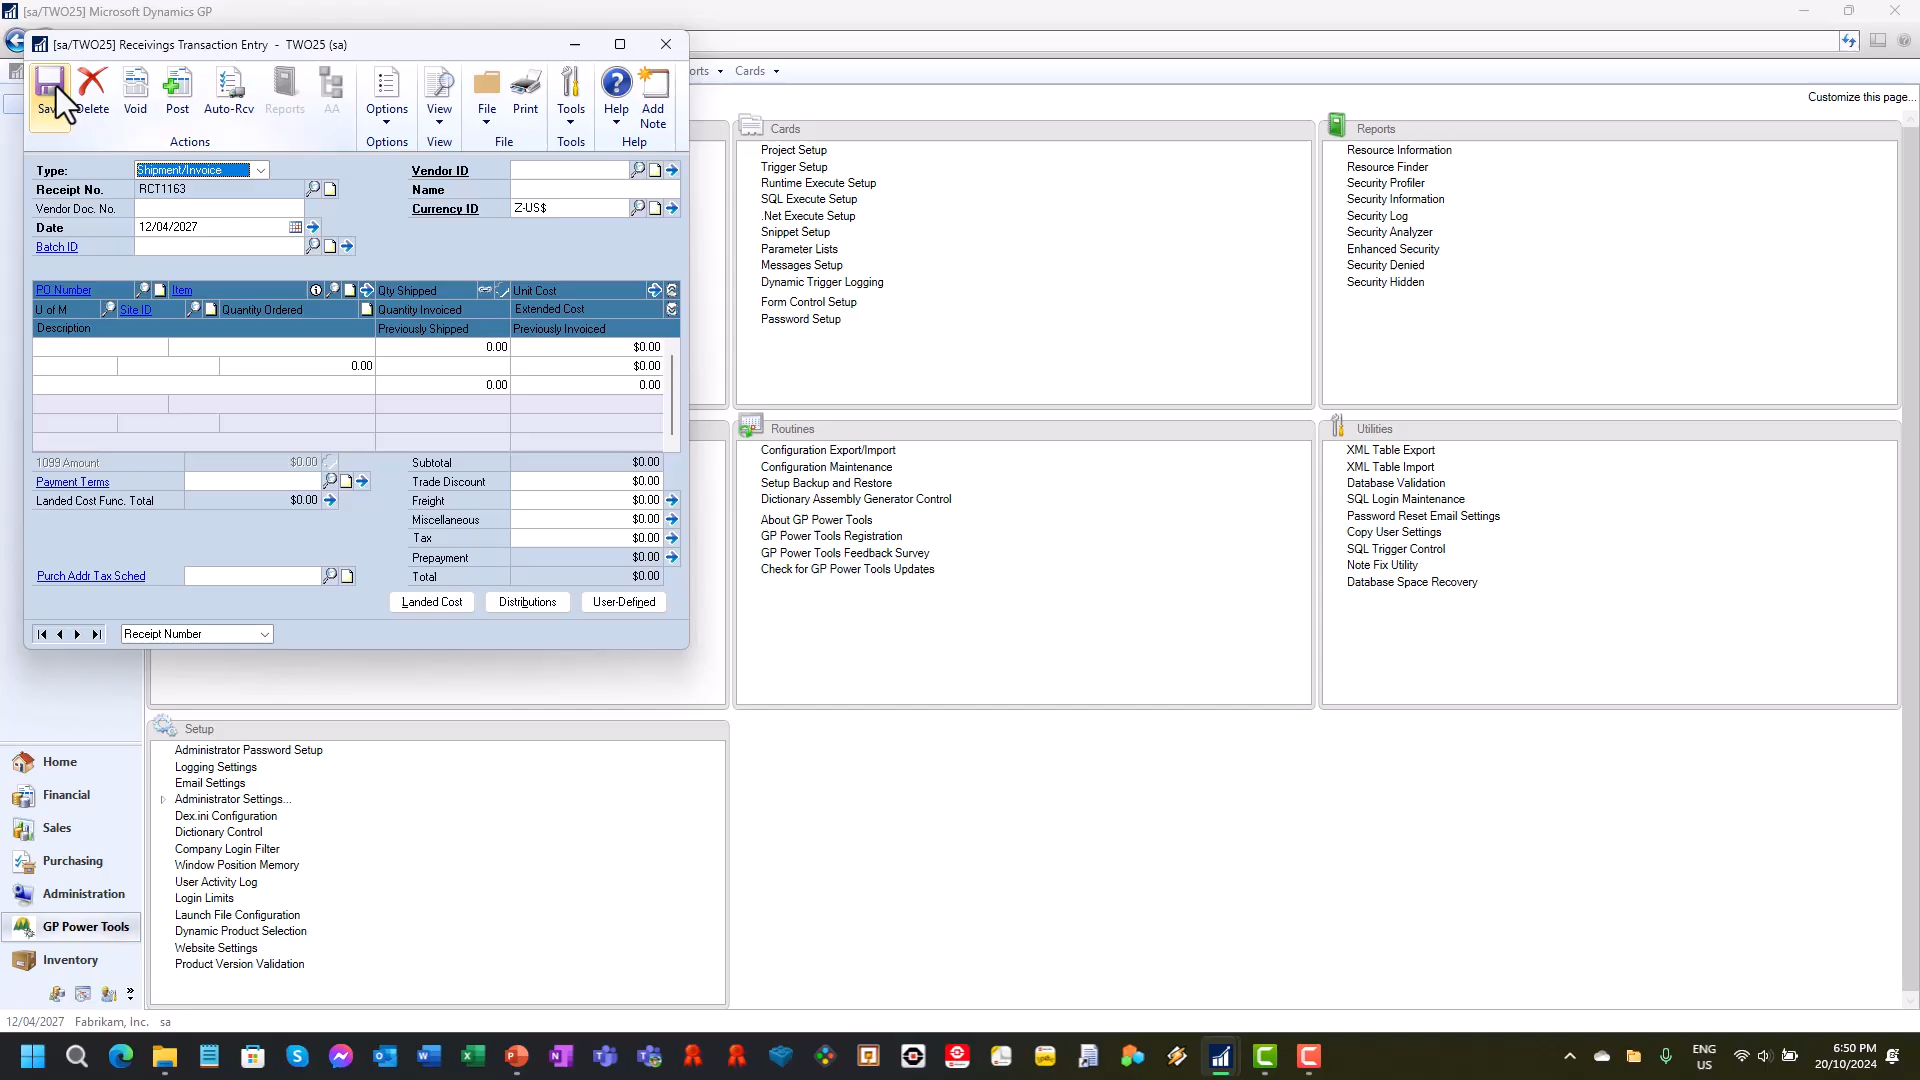 [sa/TWO25] Microsoft Dynamics GP
[sa/TWO25] Receivings Transaction Entry - TWO25 (sa)
orts Cards
Customize this page...
Sav Delete Void Post Auto-Rcv Reports AA Options View File Print Tools Help Add Note
Actions Options View File Tools Help
Type: Shipment/Invoice
Receipt No. RCT1163
Vendor Doc. No.
Date 12/04/2027
Batch ID
Vendor ID
Name
Currency ID Z-US$
PO Number Item Qty Shipped Unit Cost
U of M Site ID Quantity Ordered Quantity Invoiced Extended Cost
Description Previously Shipped Previously Invoiced
0.00 $0.00
0.00 $0.00
0.00 0.00
1099 Amount $0.00
Payment Terms
Landed Cost Func. Total $0.00
Purch Addr Tax Sched
Subtotal $0.00
Trade Discount $0.00
Freight $0.00
Miscellaneous $0.00
Tax $0.00
Prepayment $0.00
Total $0.00
Landed Cost Distributions User-Defined
Receipt Number
Cards
Project Setup
Trigger Setup
Runtime Execute Setup
SQL Execute Setup
.Net Execute Setup
Snippet Setup
Parameter Lists
Messages Setup
Dynamic Trigger Logging
Form Control Setup
Password Setup
Reports
Resource Information
Resource Finder
Security Profiler
Security Information
Security Log
Security Analyzer
Enhanced Security
Security Denied
Security Hidden
Routines
Configuration Export/Import
Configuration Maintenance
Setup Backup and Restore
Dictionary Assembly Generator Control
About GP Power Tools
GP Power Tools Registration
GP Power Tools Feedback Survey
Check for GP Power Tools Updates
Utilities
XML Table Export
XML Table Import
Database Validation
SQL Login Maintenance
Password Reset Email Settings
Copy User Settings
SQL Trigger Control
Note Fix Utility
Database Space Recovery
Setup
Administrator Password Setup
Logging Settings
Email Settings
Administrator Settings...
Dex.ini Configuration
Dictionary Control
Company Login Filter
Window Position Memory
User Activity Log
Login Limits
Launch File Configuration
Dynamic Product Selection
Website Settings
Product Version Validation
Home
Financial
Sales
Purchasing
Administration
GP Power Tools
Inventory
12/04/2027 Fabrikam, Inc. sa
ENG
US
6:50 PM
20/10/2024